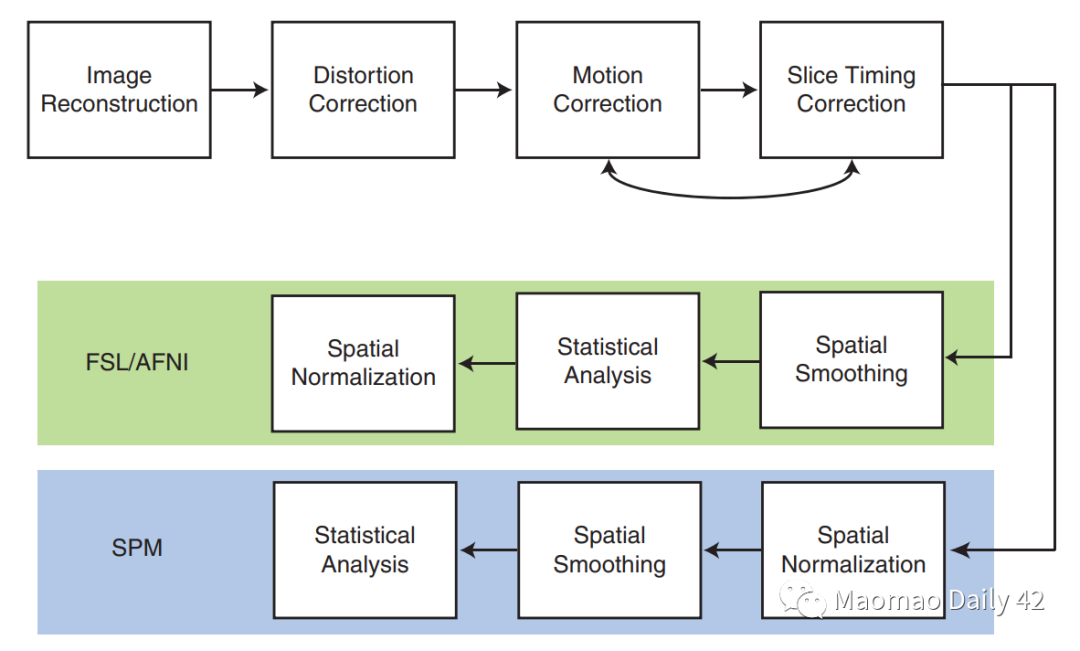 Image
Reconstruction
Distortion
Correction
Motion
Correction
Slice Timing
Correction
FSL/AFNI
Spatial
Normalization
Statistical
Analysis
Spatial
Smoothing
SPM
Statistical
Analysis
Spatial
Smoothing
Spatial
Normalization
Maomao Daily 42